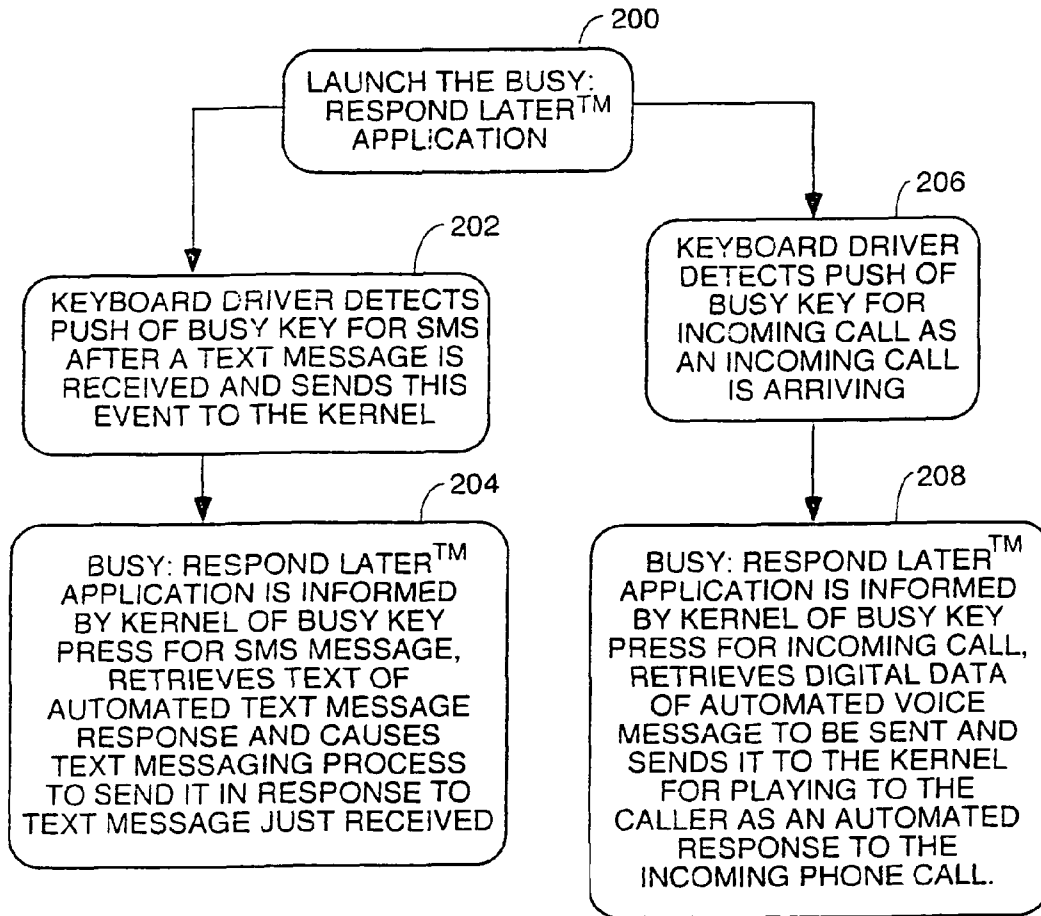 200
LAUNCH THE BUSY:
RESPOND LATER™
APPLICATION
202
KEYBOARD DRIVER DETECTS
PUSH OF BUSY KEY FOR SMS
AFTER A TEXT MESSAGE IS
RECEIVED AND SENDS THIS
EVENT TO THE KERNEL
204
BUSY: RESPOND LATER™
APPLICATION IS INFORMED
BY KERNEL OF BUSY KEY
PRESS FOR SMS MESSAGE,
RETRIEVES TEXT OF
AUTOMATED TEXT MESSAGE
RESPONSE AND CAUSES
TEXT MESSAGING PROCESS
TO SEND IT IN RESPONSE TO
TEXT MESSAGE JUST RECEIVED
206
KEYBOARD DRIVER
DETECTS PUSH OF
BUSY KEY FOR
INCOMING CALL AS
AN INCOMING CALL
IS ARRIVING
208
BUSY: RESPOND LATER™
APPLICATION IS INFORMED
BY KERNEL OF BUSY KEY
PRESS FOR INCOMING CALL,
RETRIEVES DIGITAL DATA
OF AUTOMATED VOICE
MESSAGE TO BE SENT AND
SENDS IT TO THE KERNEL
FOR PLAYING TO THE
CALLER AS AN AUTOMATED
RESPONSE TO THE
INCOMING PHONE CALL.